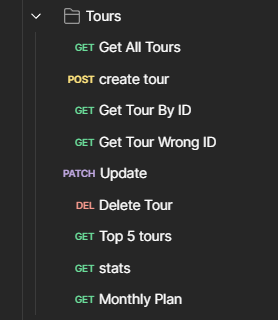 Tours
GET Get All Tours
POST create tour
GET Get Tour By ID
GET Get Tour Wrong ID
PATCH Update
DEL Delete Tour
GET Top 5 tours
GET stats
GET Monthly Plan